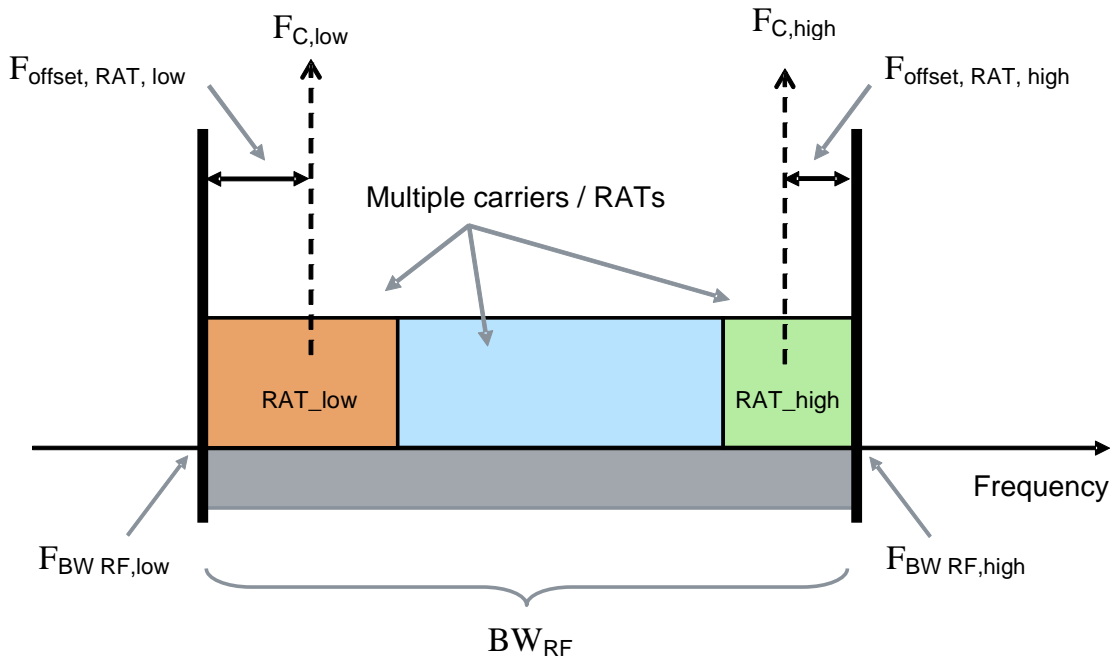 F_C,low
F_C,high
F_offset, RAT, low
F_offset, RAT, high
Multiple carriers / RATs
RAT_low
RAT_high
Frequency
F_BW RF,low
F_BW RF,high
BW_RF